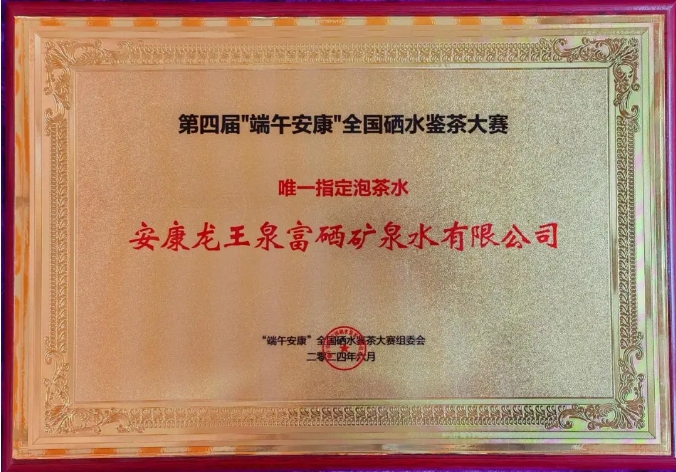 第四届"端午安康"全国硒水鉴茶大赛
唯一指定泡茶水
安康龙王泉富硒矿泉水有限公司
"端午安康"全国硒水鉴茶大赛组委会
二零二四年六月